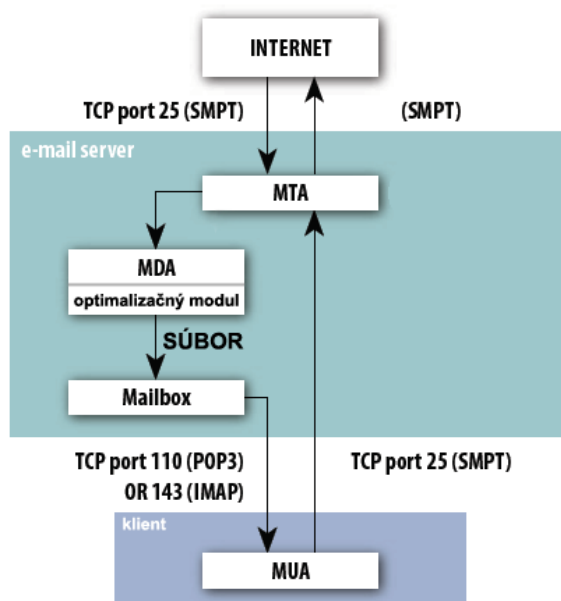 INTERNET
TCP port 25 (SMPT)
(SMPT)
e-mail server
MTA
MDA
optimalizačný modul
SÚBOR
Mailbox
TCP port 110 (POP3)
OR 143 (IMAP)
TCP port 25 (SMPT)
klient
MUA